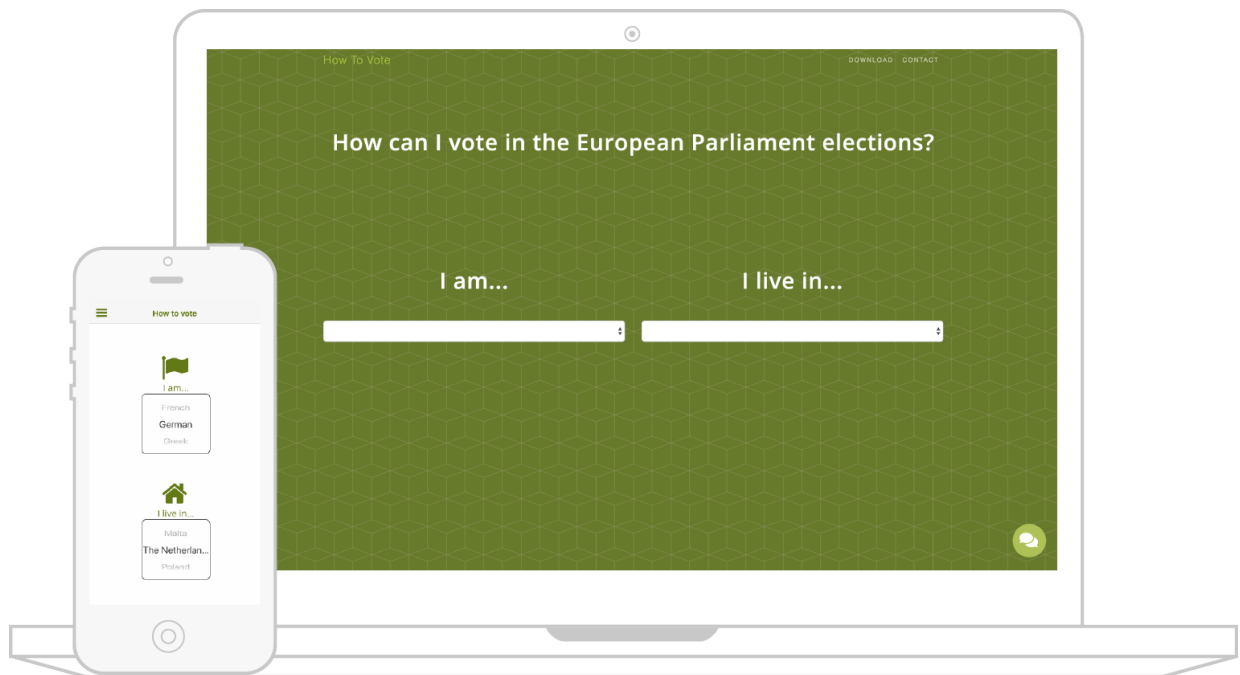 How To Vote
DOWNLOAD CONTACT
How can I vote in the European Parliament elections?
I am...
I live in...
How to vote
I am...
French
German
Greek
I live in...
Malta
The Netherlan...
Poland